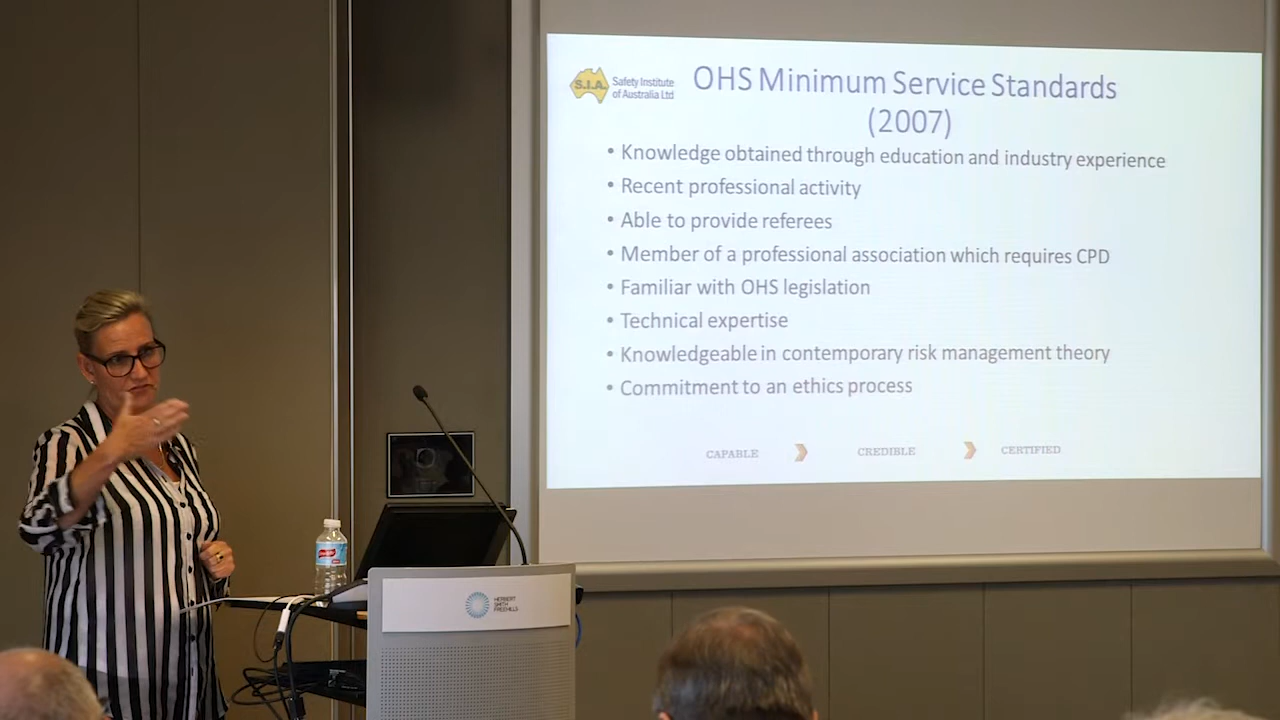 S.I.A.
Safety Institute
of Australia Ltd
OHS Minimum Service Standards
(2007)
• Knowledge obtained through education and industry experience
• Recent professional activity
• Able to provide referees
• Member of a professional association which requires CPD
• Familiar with OHS legislation
• Technical expertise
• Knowledgeable in contemporary risk management theory
• Commitment to an ethics process
CAPABLE CREDIBLE CERTIFIED
HERBERT
SMITH
FREEHILLS